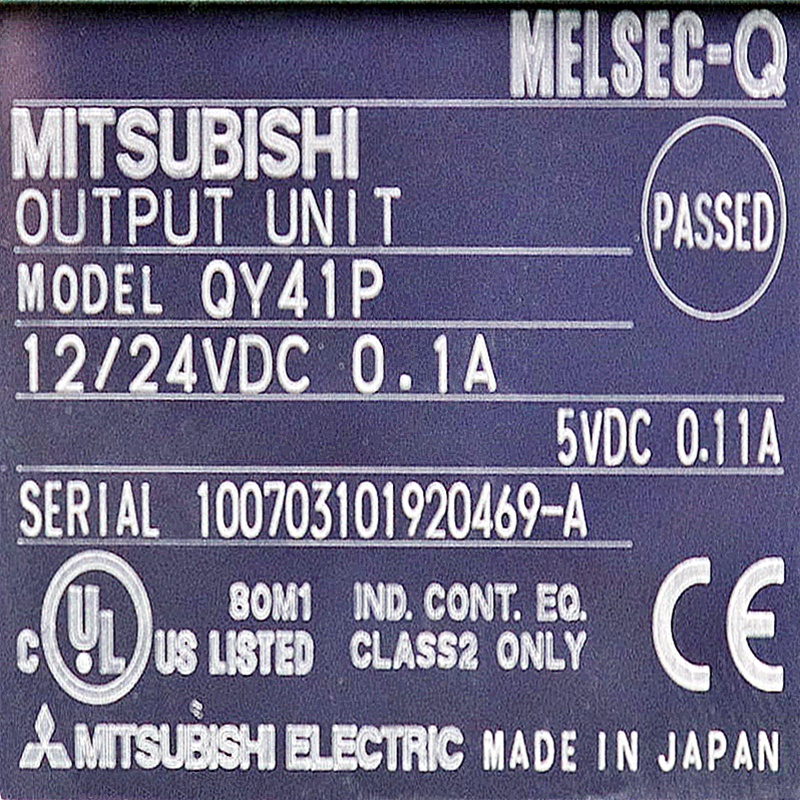 MELSEC-Q
MITSUBISHI
OUTPUT UNIT
PASSED
MODEL QY41P
12/24VDC 0.1A
5VDC 0.11A
SERIAL 100703101920469-A
C UL US LISTED
80M1 IND. CONT. EQ.
CLASS2 ONLY
CE
MITSUBISHI ELECTRIC MADE IN JAPAN